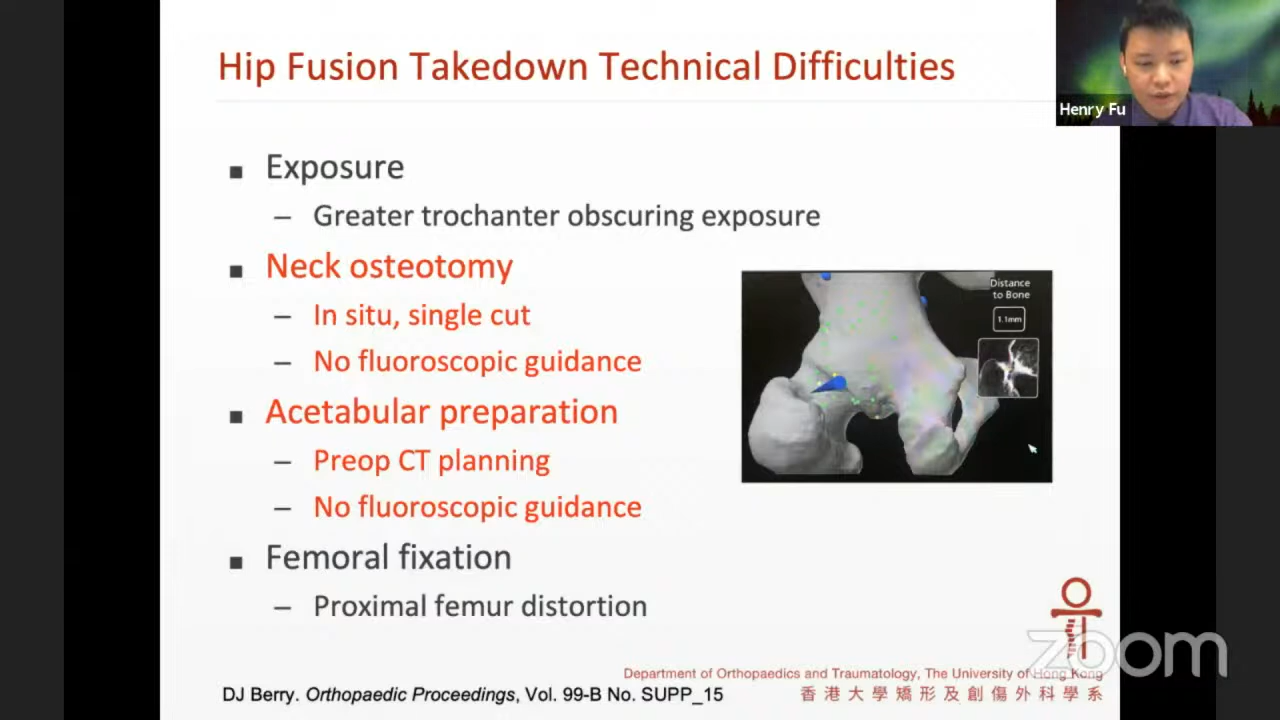 Hip Fusion Takedown Technical Difficulties
Henry Fu
Exposure
– Greater trochanter obscuring exposure
Neck osteotomy
– In situ, single cut
– No fluoroscopic guidance
Acetabular preparation
– Preop CT planning
– No fluoroscopic guidance
Femoral fixation
– Proximal femur distortion
Distance
to Bone
1.1mm
zoom
Department of Orthopaedics and Traumatology, The University of Hong Kong
DJ Berry. Orthopaedic Proceedings, Vol. 99-B No. SUPP_15
香港大學矯形及創傷外科學系